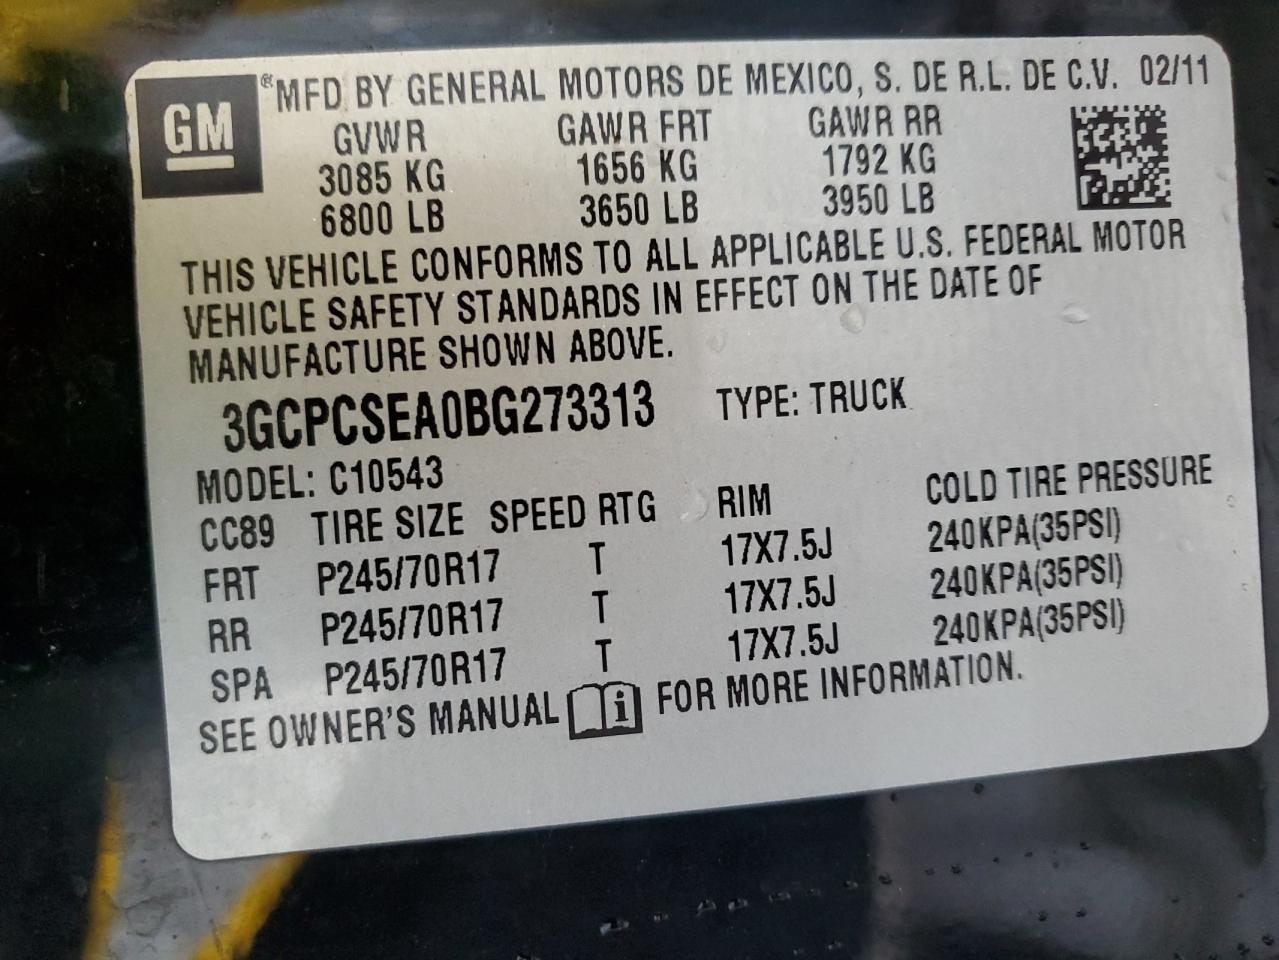 GM
®MFD BY GENERAL MOTORS DE MEXICO, S. DE R.L. DE C.V. 02/11
GVWR GAWR FRT GAWR RR
3085 KG 1656 KG 1792 KG
6800 LB 3650 LB 3950 LB
THIS VEHICLE CONFORMS TO ALL APPLICABLE U.S. FEDERAL MOTOR
VEHICLE SAFETY STANDARDS IN EFFECT ON THE DATE OF
MANUFACTURE SHOWN ABOVE.
3GCPCSEA0BG273313 TYPE: TRUCK
MODEL: C10543
CC89 TIRE SIZE SPEED RTG RIM COLD TIRE PRESSURE
FRT P245/70R17 T 17X7.5J 240KPA(35PSI)
RR P245/70R17 T 17X7.5J 240KPA(35PSI)
SPA P245/70R17 T 17X7.5J 240KPA(35PSI)
SEE OWNER'S MANUAL i FOR MORE INFORMATION.